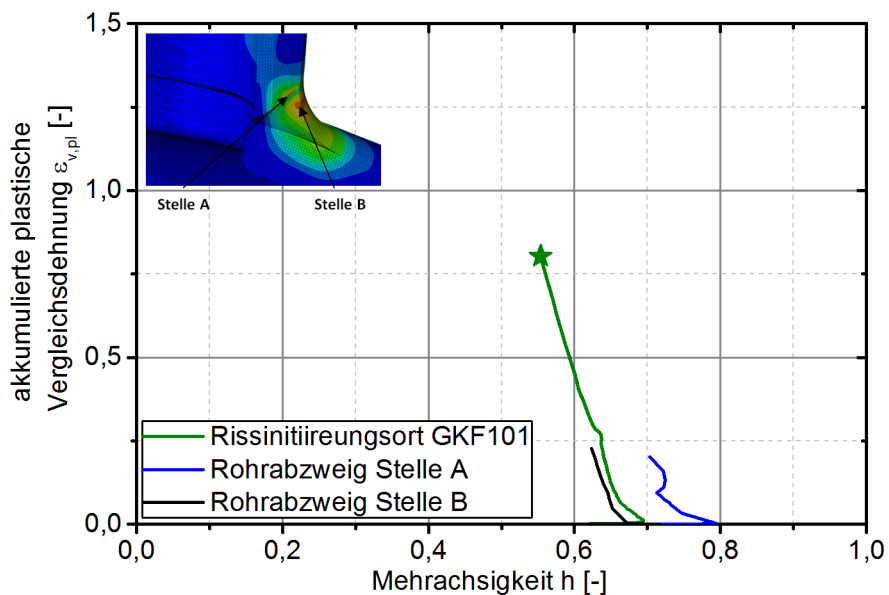 akkumulierte plastische
Vergleichsdehnung εv,pl [-]
1,5
1,0
0,5
0,0
Stelle A
Stelle B
Rissinitiireungsort GKF101
Rohrabzweig Stelle A
Rohrabzweig Stelle B
0,0
0,2
0,4
0,6
0,8
1,0
Mehrachsigkeit h [-]